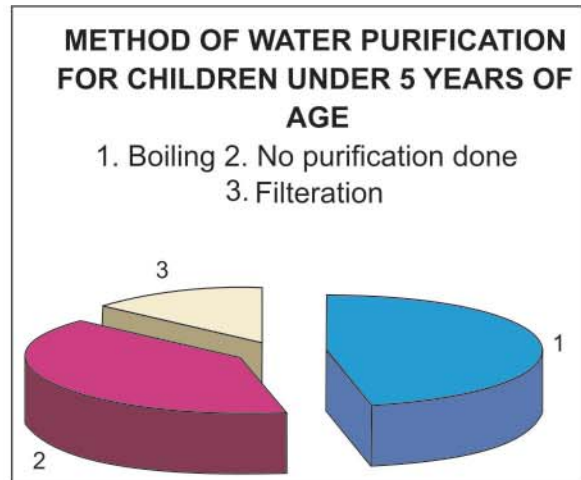 METHOD OF WATER PURIFICATION
FOR CHILDREN UNDER 5 YEARS OF
AGE
1. Boiling 2. No purification done
3. Filteration
3
1
2